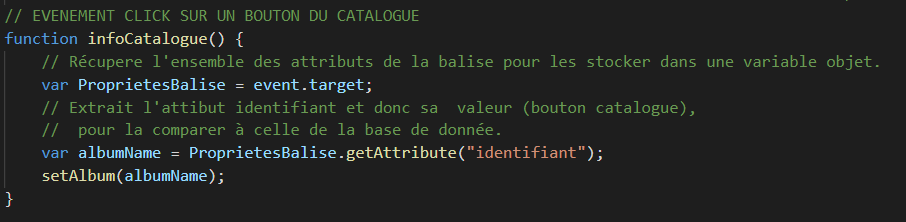 // EVENEMENT CLICK SUR UN BOUTON DU CATALOGUE
function infoCatalogue() {
// Récupere l'ensemble des attributs de la balise pour les stocker dans une variable objet.
var ProprietesBalise = event.target;
// Extrait l'attibut identifiant et donc sa  valeur (bouton catalogue),
//  pour la comparer à celle de la base de donnée.
var albumName = ProprietesBalise.getAttribute("identifiant");
setAlbum(albumName);
}